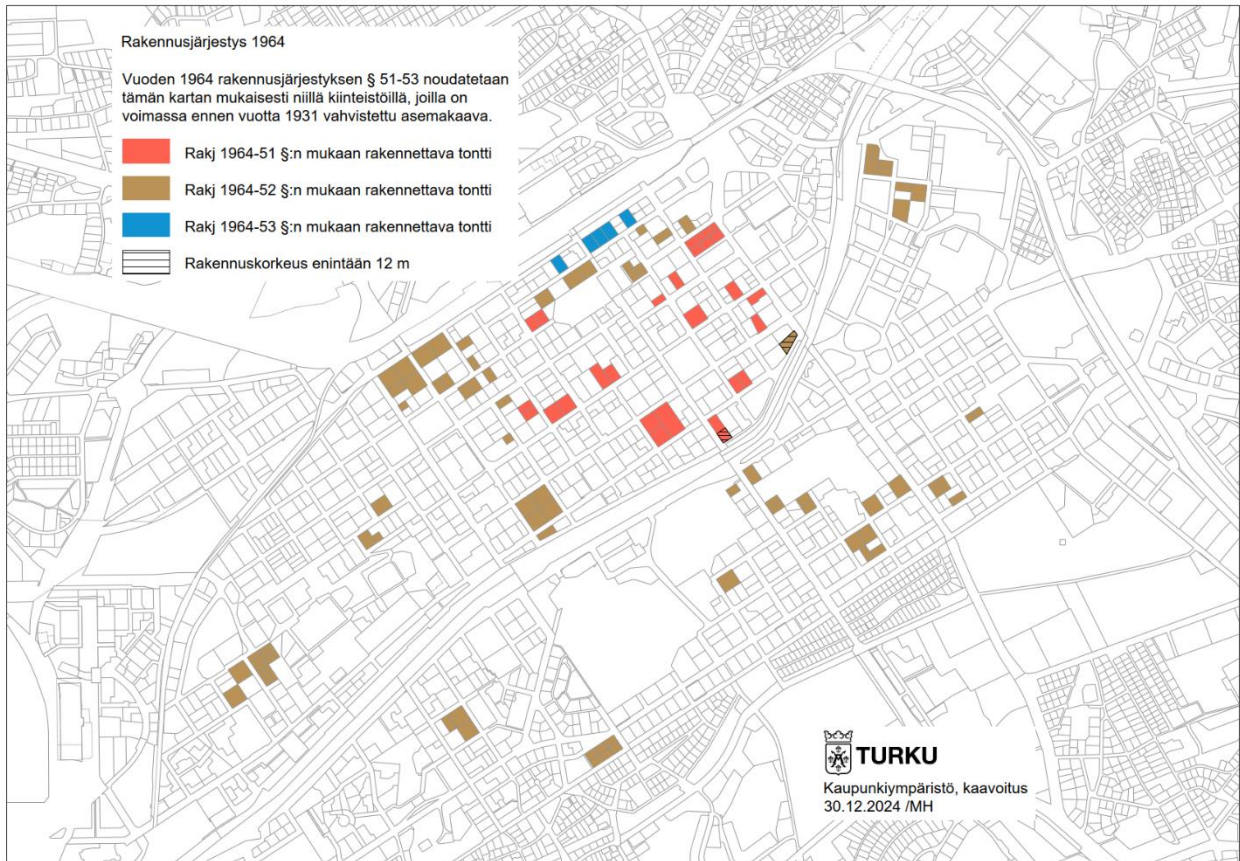 Rakennusjärjestys 1964
Vuoden 1964 rakennusjärjestyksen § 51-53 noudatetaan
tämän kartan mukaisesti niillä kiinteistöillä, joilla on
voimassa ennen vuotta 1931 vahvistettu asemakaava.
Rakj 1964-51 §:n mukaan rakennettava tontti
Rakj 1964-52 §:n mukaan rakennettava tontti
Rakj 1964-53 §:n mukaan rakennettava tontti
Rakennuskorkeus enintään 12 m
TURKU
Kaupunkiympäristö, kaavoitus
30.12.2024 /MH